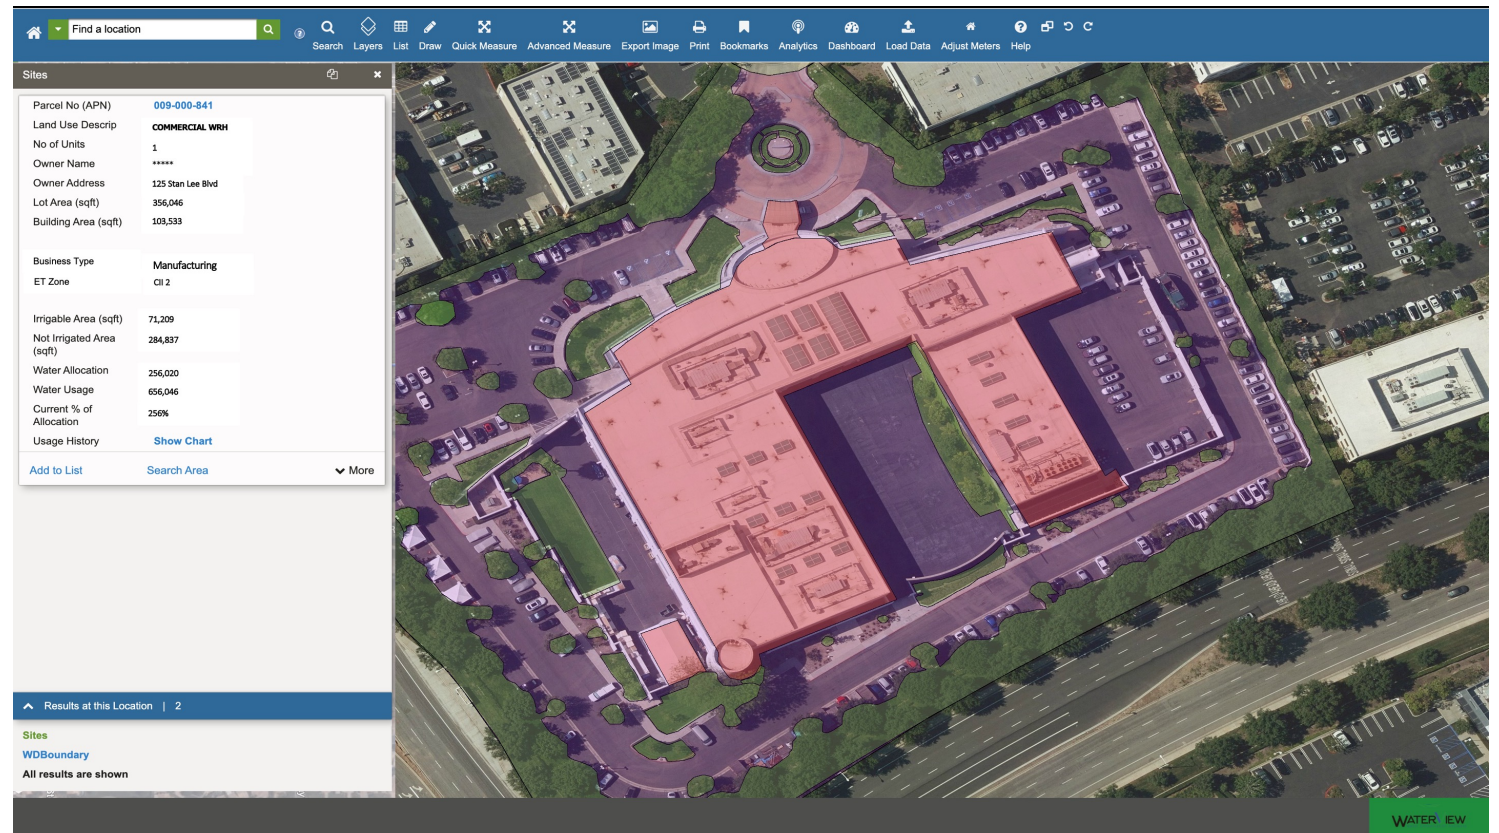 Find a location
Search Layers List Draw Quick Measure Advanced Measure Export Image Print Bookmarks Analytics Dashboard Load Data Adjust Meters Help
Sites
Parcel No (APN) 009-000-841
Land Use Descrip COMMERCIAL WRH
No of Units 1
Owner Name *****
Owner Address 125 Stan Lee Blvd
Lot Area (sqft) 356,046
Building Area (sqft) 103,533
Business Type Manufacturing
ET Zone CII 2
Irrigable Area (sqft) 71,209
Not Irrigated Area 284,837
(sqft)
Water Allocation 256,020
Water Usage 656,046
Current % of 256%
Allocation
Usage History Show Chart
Add to List Search Area More
Results at this Location | 2
Sites
WDBoundary
All results are shown